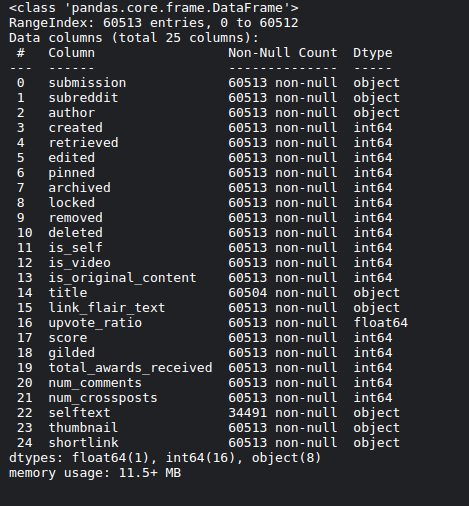 <class 'pandas.core.frame.DataFrame'>
RangeIndex: 60513 entries, 0 to 60512
Data columns (total 25 columns):
 #   Column                 Non-Null Count  Dtype
---  ------                 --------------  -----
 0   submission             60513 non-null  object
 1   subreddit              60513 non-null  object
 2   author                 60513 non-null  object
 3   created                60513 non-null  int64
 4   retrieved              60513 non-null  int64
 5   edited                 60513 non-null  int64
 6   pinned                 60513 non-null  int64
 7   archived               60513 non-null  int64
 8   locked                 60513 non-null  int64
 9   removed                60513 non-null  int64
 10  deleted                60513 non-null  int64
 11  is_self                60513 non-null  int64
 12  is_video               60513 non-null  int64
 13  is_original_content    60513 non-null  int64
 14  title                  60504 non-null  object
 15  link_flair_text        60513 non-null  object
 16  upvote_ratio           60513 non-null  float64
 17  score                  60513 non-null  int64
 18  gilded                 60513 non-null  int64
 19  total_awards_received  60513 non-null  int64
 20  num_comments           60513 non-null  int64
 21  num_crossposts         60513 non-null  int64
 22  selftext               34491 non-null  object
 23  thumbnail              60513 non-null  object
 24  shortlink              60513 non-null  object
dtypes: float64(1), int64(16), object(8)
memory usage: 11.5+ MB